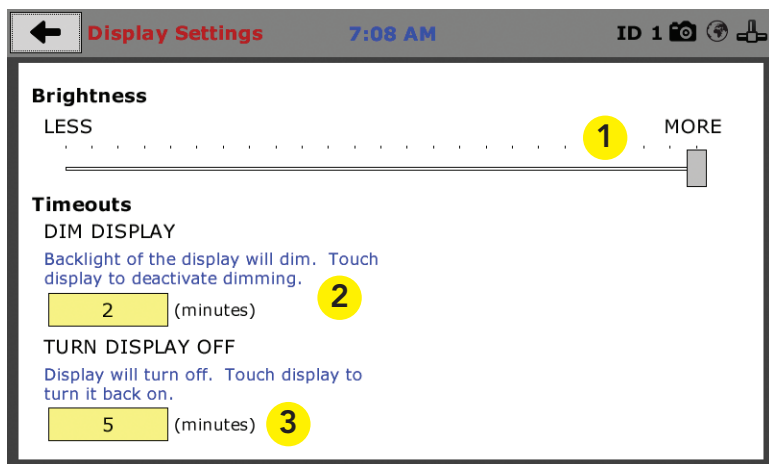 Display Settings 7:08 AM ID 1
Brightness
LESS MORE
1
Timeouts
DIM DISPLAY
Backlight of the display will dim. Touch
display to deactivate dimming.
2
2 (minutes)
TURN DISPLAY OFF
Display will turn off. Touch display to
turn it back on.
5 (minutes) 3